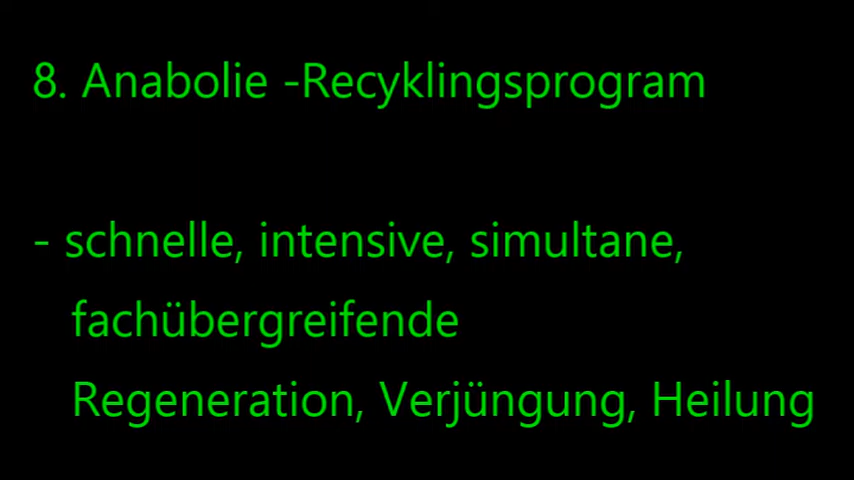 8. Anabolie -Recyklingsprogram
- schnelle, intensive, simultane,
fachübergreifende
Regeneration, Verjüngung, Heilung